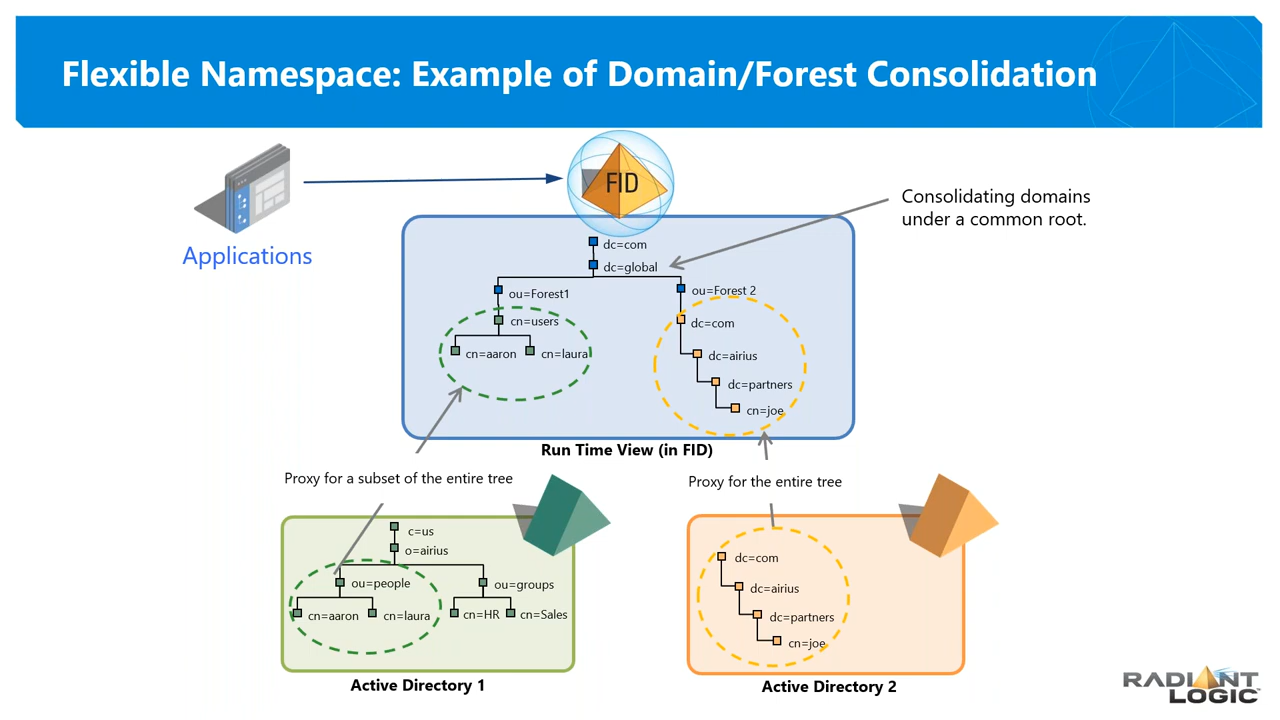 Flexible Namespace: Example of Domain/Forest Consolidation
FID
Applications
Consolidating domains
under a common root.
dc=com
dc=global
ou=Forest1
ou=Forest 2
cn=users
dc=com
cn=aaron
cn=laura
dc=airius
dc=partners
cn=joe
Run Time View (in FID)
Proxy for a subset of the entire tree
Proxy for the entire tree
c=us
o=airius
ou=people
ou=groups
cn=aaron
cn=laura
cn=HR
cn=Sales
Active Directory 1
dc=com
dc=airius
dc=partners
cn=joe
Active Directory 2
RADIANT
LOGIC